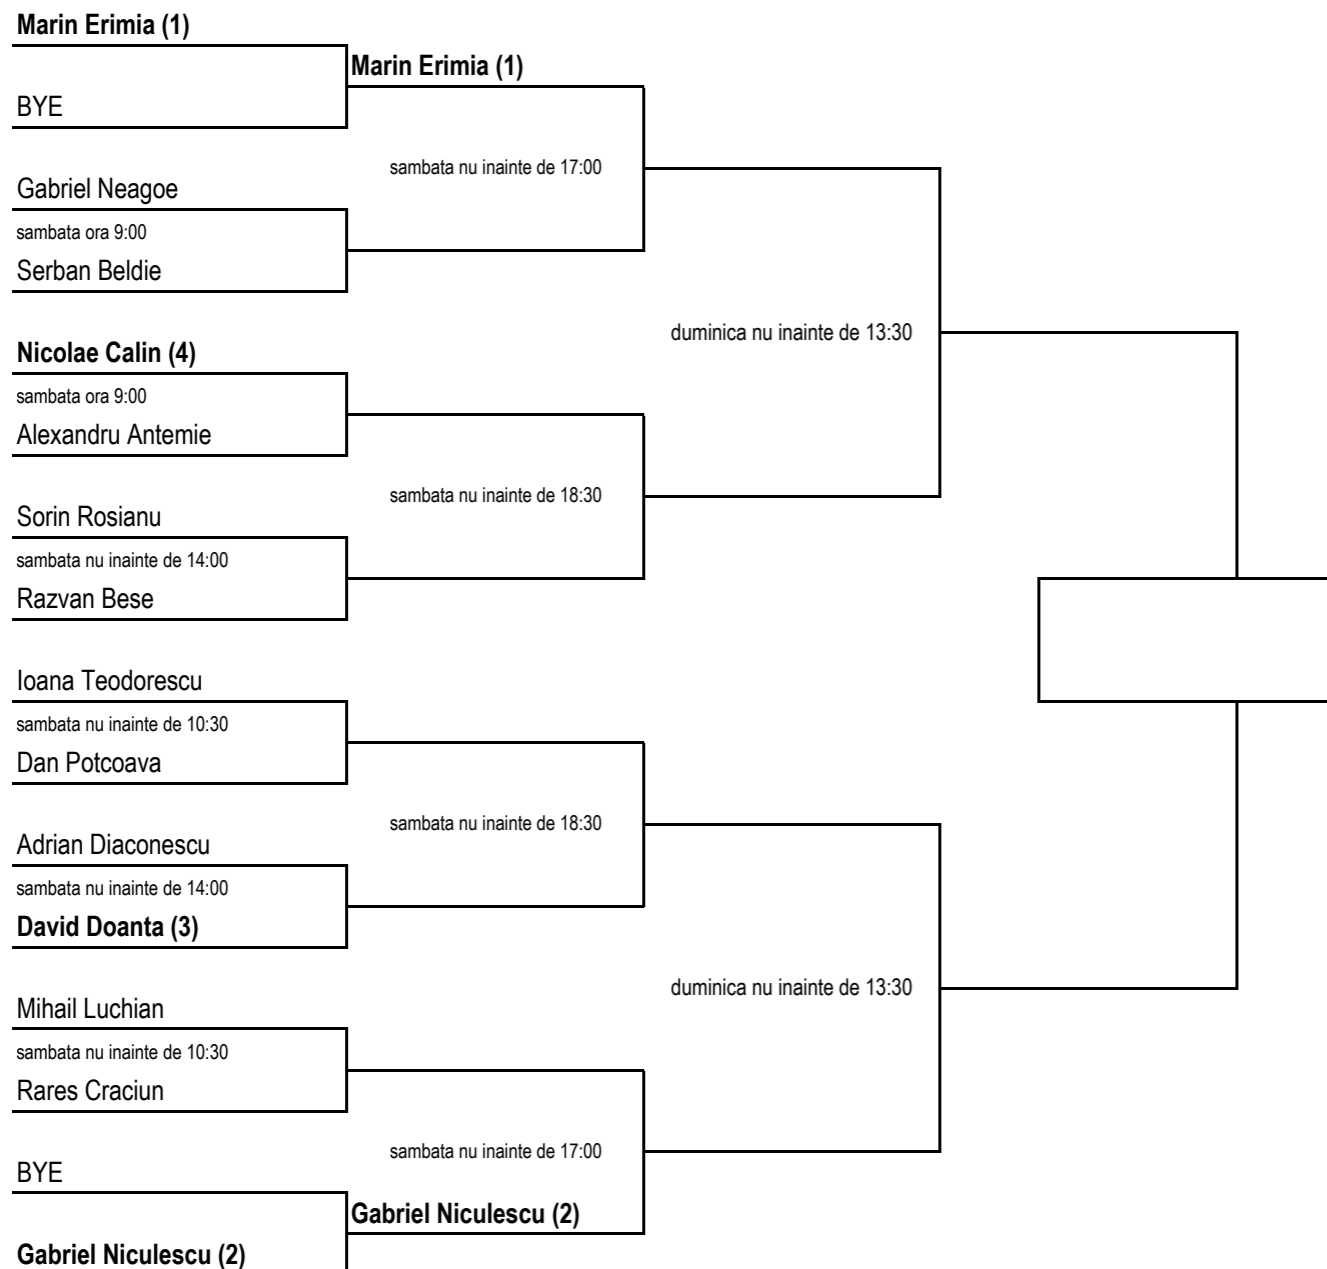 Marin Erimia (1)
Marin Erimia (1)
BYE
sambata nu inainte de 17:00
Gabriel Neagoe
sambata ora 9:00
Serban Beldie
duminica nu inainte de 13:30
Nicolae Calin (4)
sambata ora 9:00
Alexandru Antemie
sambata nu inainte de 18:30
Sorin Rosianu
sambata nu inainte de 14:00
Razvan Bese
Ioana Teodorescu
sambata nu inainte de 10:30
Dan Potcoava
sambata nu inainte de 18:30
Adrian Diaconescu
sambata nu inainte de 14:00
David Doanta (3)
duminica nu inainte de 13:30
Mihail Luchian
sambata nu inainte de 10:30
Rares Craciun
sambata nu inainte de 17:00
BYE
Gabriel Niculescu (2)
Gabriel Niculescu (2)